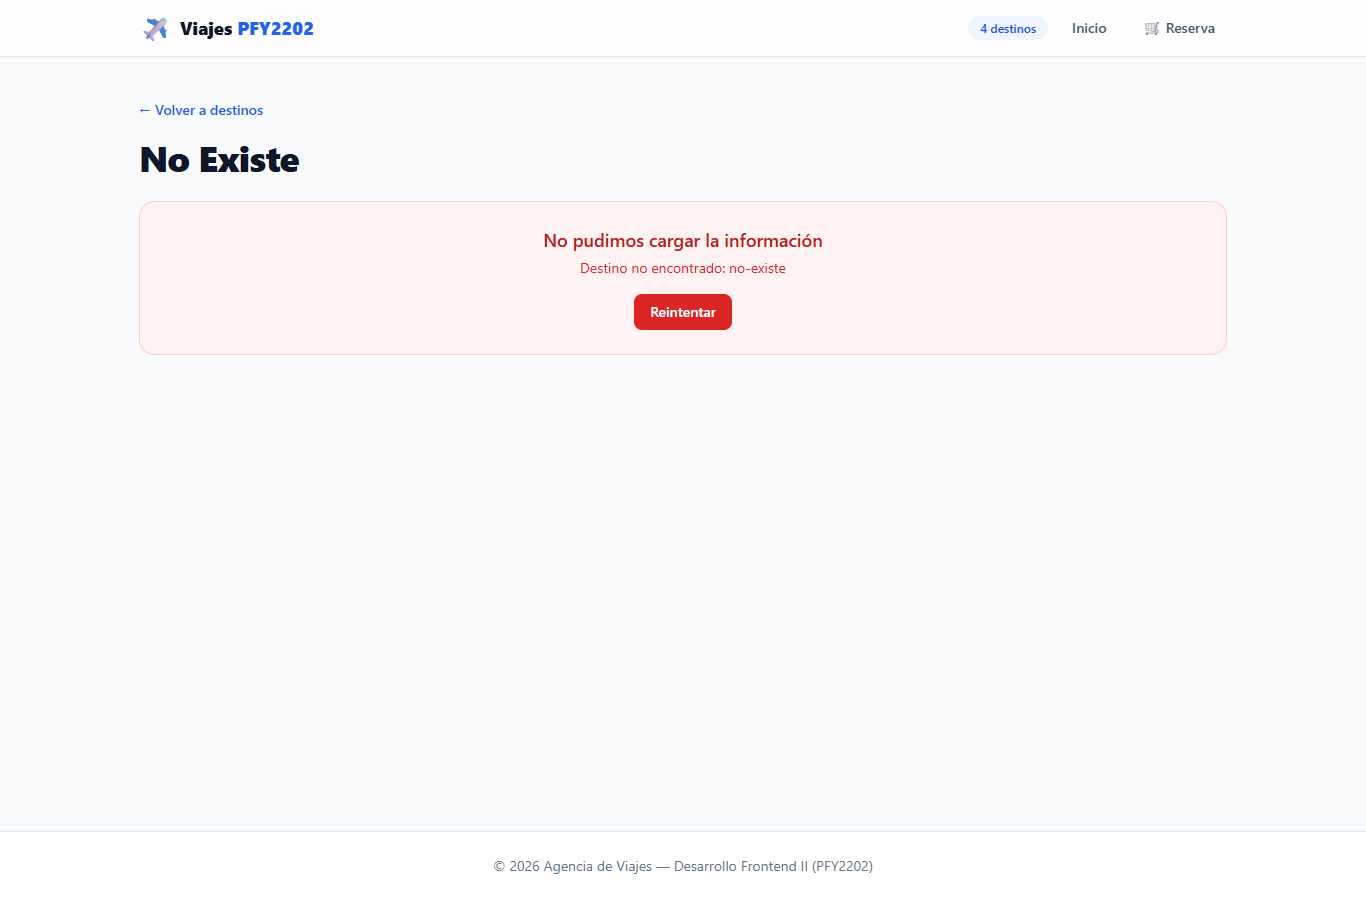 Viajes PFY2202
4 destinos
Inicio
Reserva
← Volver a destinos
No Existe
No pudimos cargar la información
Destino no encontrado: no-existe
Reintentar
© 2026 Agencia de Viajes — Desarrollo Frontend II (PFY2202)